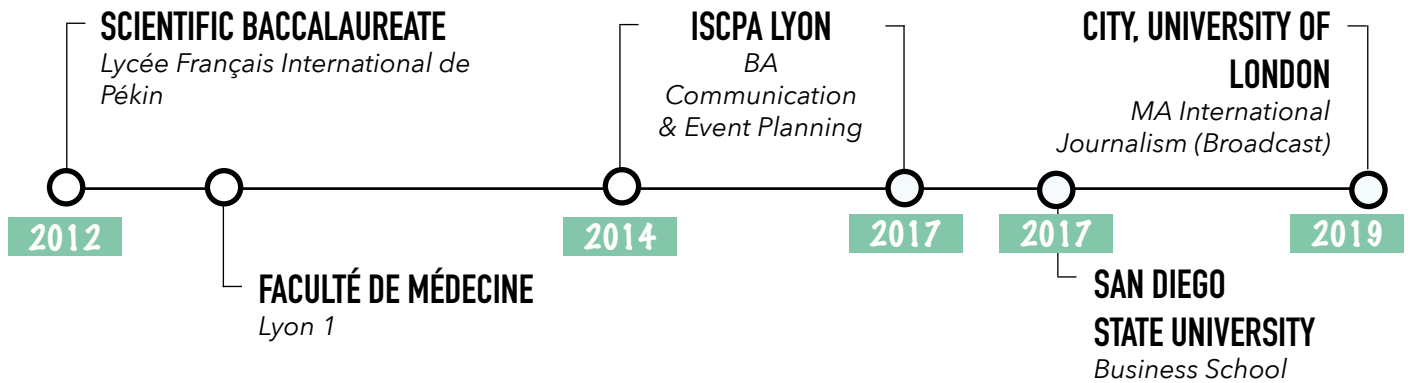 SCIENTIFIC BACCALAUREATE
Lycée Français International de
Pékin
ISCPA LYON
BA
Communication
& Event Planning
CITY, UNIVERSITY OF
LONDON
MA International
Journalism (Broadcast)
2012
2014
2017
2017
2019
FACULTÉ DE MÉDECINE
Lyon 1
SAN DIEGO
STATE UNIVERSITY
Business School